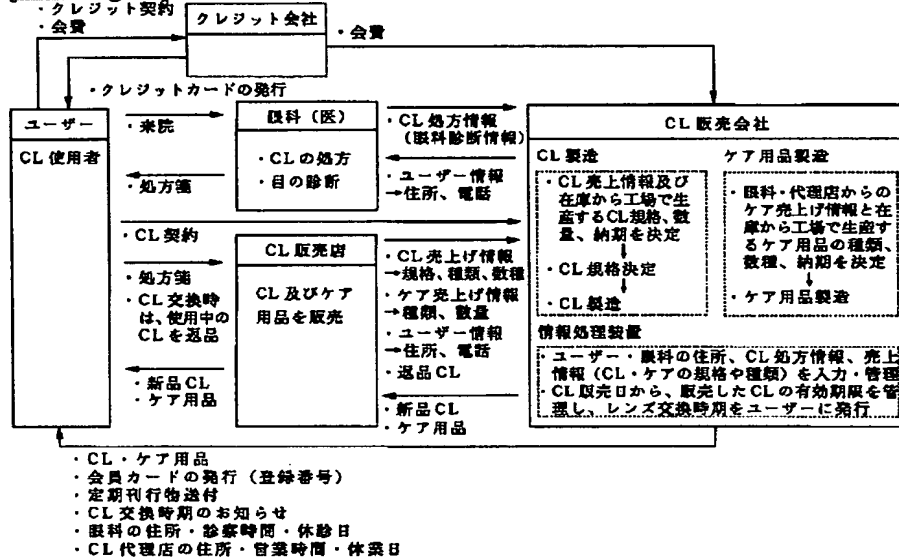 ・クレジット契約
・会費
クレジット会社
・会費
・クレジットカードの発行
ユーザー
CL使用者
・来院
・処方箋
眼科（医）
・CLの処方
・目の診断
・CL処方情報
（眼科診断情報）
・ユーザー情報
→住所、電話
・CL契約
・処方箋
・CL交換時
は、使用中の
CLを返品
・新品CL
・ケア用品
CL販売店
CL及びケア
用品を販売
・CL売上げ情報
→規格、種類、数種
・ケア売上げ情報
→種類、数量
・ユーザー情報
→住所、電話
・返品CL
・新品CL
・ケア用品
CL販売会社
CL製造
・CL売上情報及び
在庫から工場で生
産するCL規格、数
量、納期を決定
・CL規格決定
・CL製造
ケア用品製造
・眼科・代理店からの
ケア売上げ情報と在
庫から工場で生産す
るケア用品の種類、
数種、納期を決定
・ケア用品製造
情報処理装置
・ユーザー・眼科の住所、CL処方情報、売上
情報（CL・ケアの規格や種類）を入力・管理
・CL販売日から、販売したCLの有効期限を管
理し、レンズ交換時期をユーザーに発行
・CL・ケア用品
・会員カードの発行（登録番号）
・定期刊行物送付
・CL交換時期のお知らせ
・眼科の住所・診察時間・休診日
・CL代理店の住所・営業時間・休業日